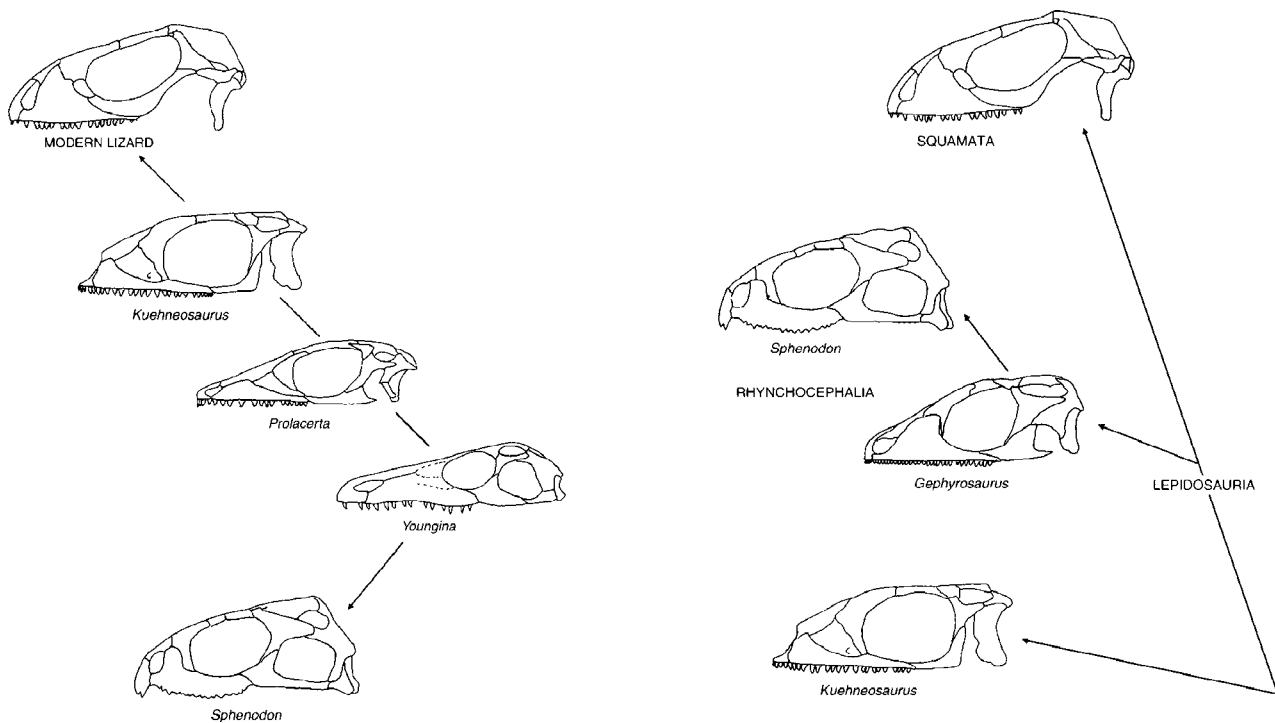 MODERN LIZARD
Kuehneosaurus
Prolacerta
Youngina
Sphenodon
SQUAMATA
Sphenodon
RHYNCHOCEPHALIA
Gephyrosaurus
LEPIDOSAURIA
Kuehneosaurus